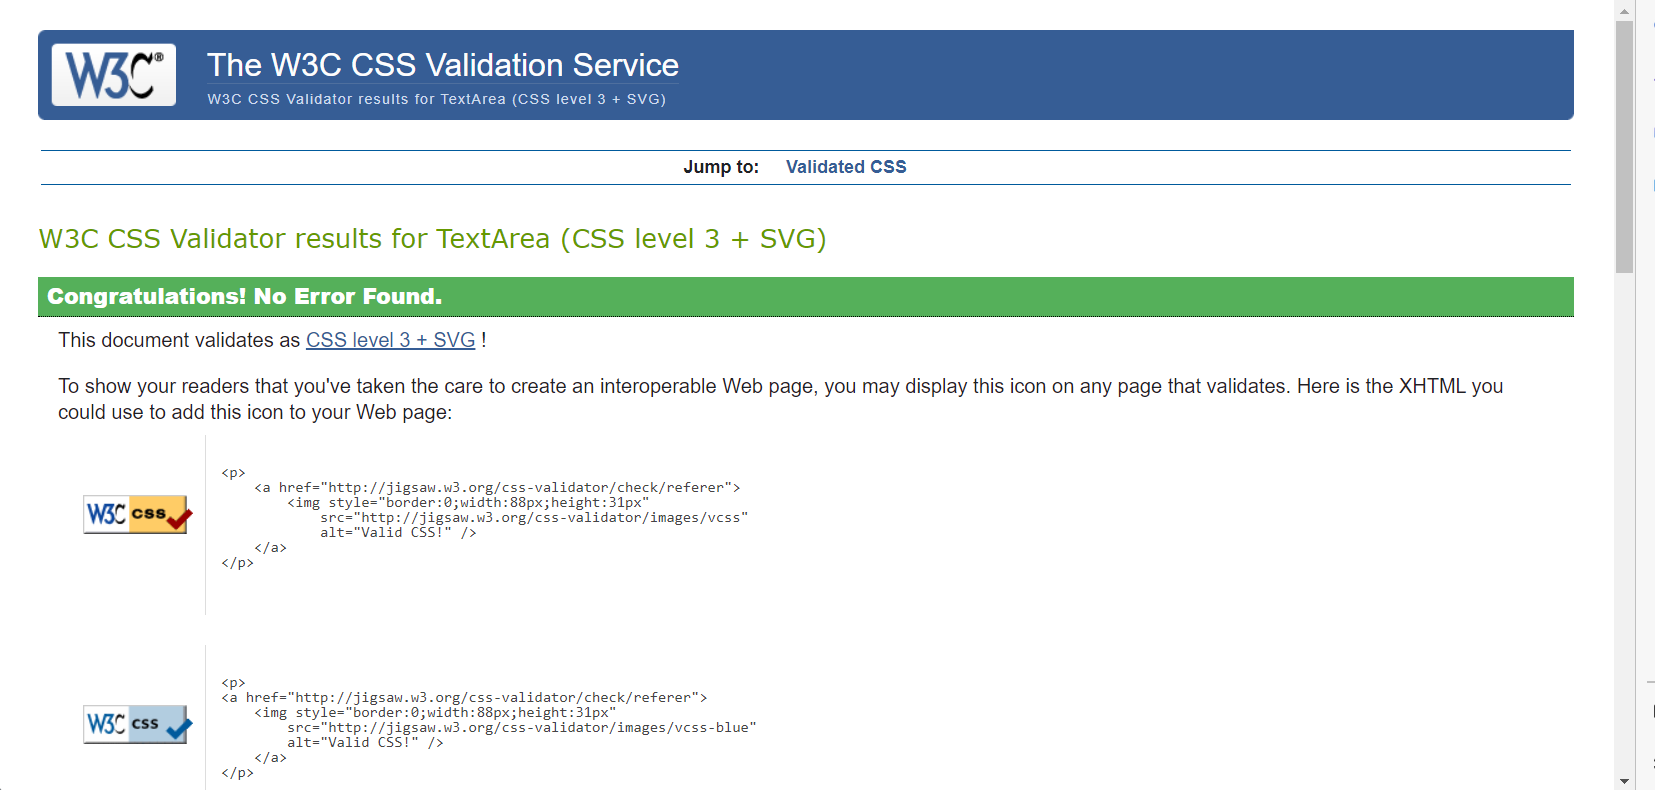 W3C®
The W3C CSS Validation Service
W3C CSS Validator results for TextArea (CSS level 3 + SVG)
Jump to: Validated CSS
W3C CSS Validator results for TextArea (CSS level 3 + SVG)
Congratulations! No Error Found.
This document validates as CSS level 3 + SVG !
To show your readers that you've taken the care to create an interoperable Web page, you may display this icon on any page that validates. Here is the XHTML you
could use to add this icon to your Web page:
W3C css
<p>
    <a href="http://jigsaw.w3.org/css-validator/check/referer">
        <img style="border:0;width:88px;height:31px"
            src="http://jigsaw.w3.org/css-validator/images/vcss"
            alt="Valid CSS!" />
    </a>
</p>
W3C css
<p>
<a href="http://jigsaw.w3.org/css-validator/check/referer">
    <img style="border:0;width:88px;height:31px"
        src="http://jigsaw.w3.org/css-validator/images/vcss-blue"
        alt="Valid CSS!" />
    </a>
</p>